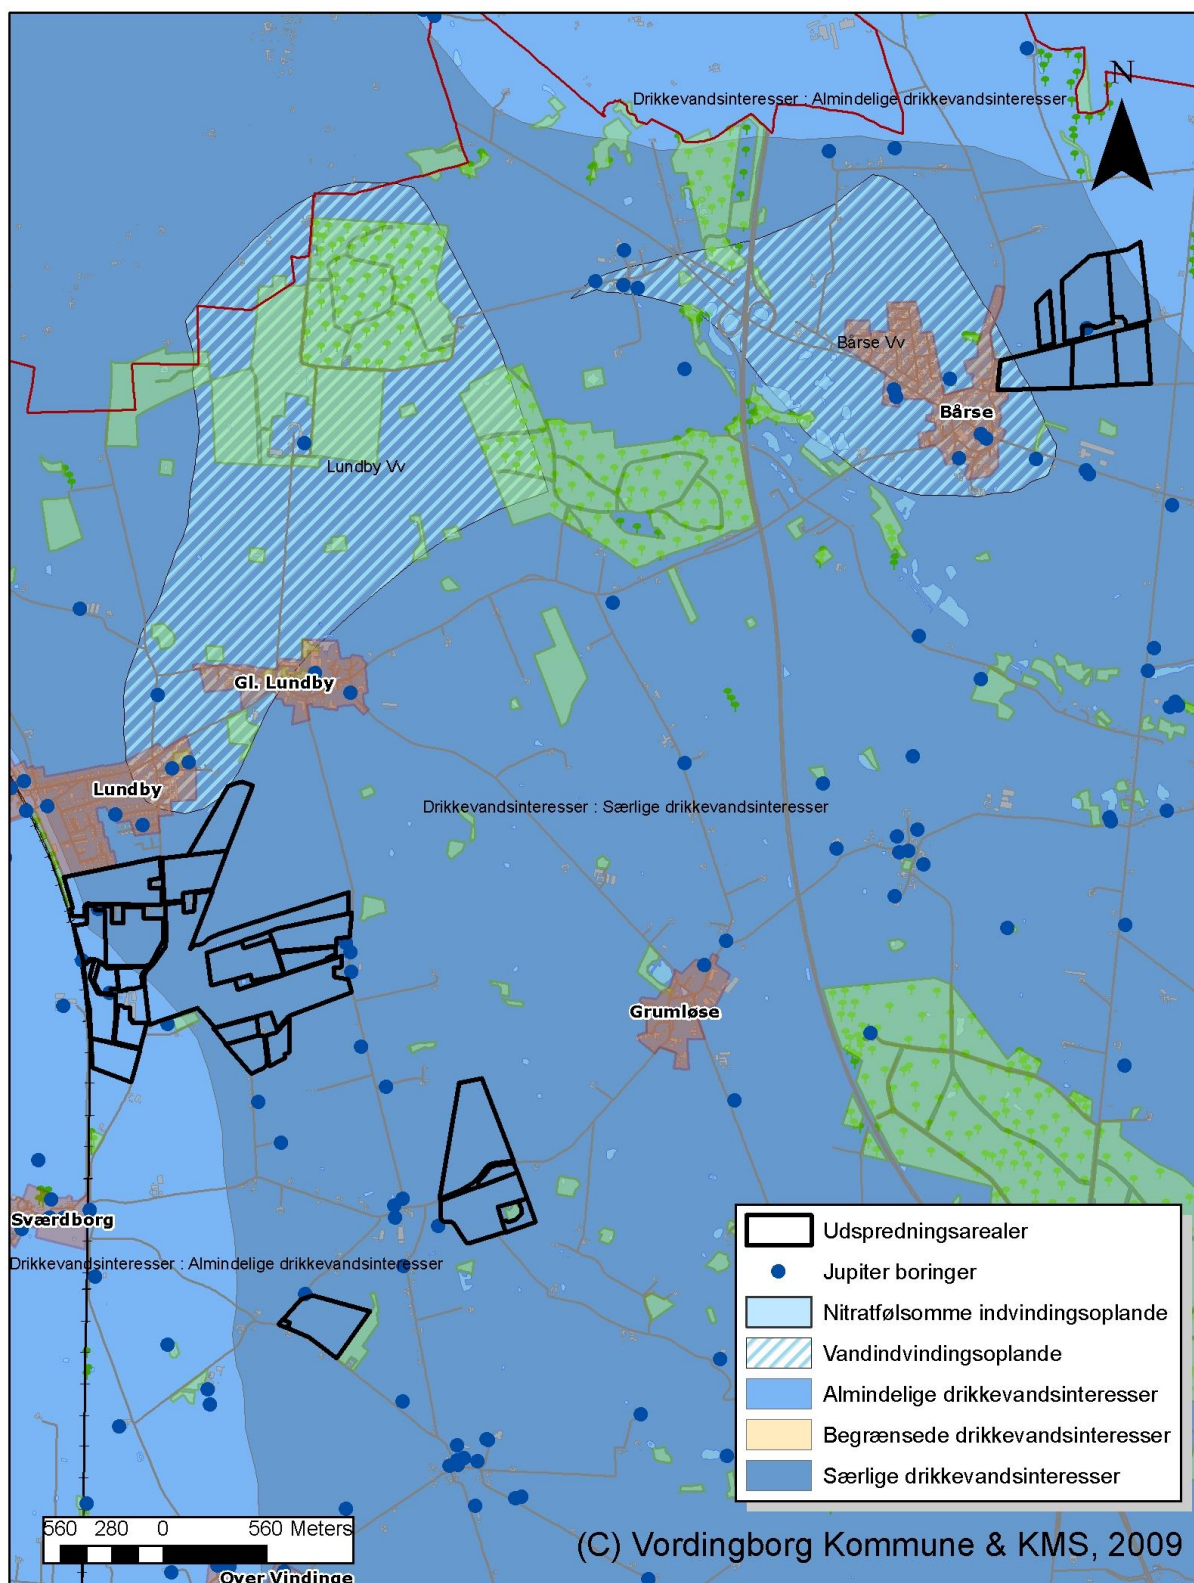 Drikkevandsinteresser : Almindelige drikkevandsinteresser
N
Bårse Vv
Bårse
Lundby Vv
Gl. Lundby
Lundby
Drikkevandsinteresser : Særlige drikkevandsinteresser
Grumløse
Sværdborg
Drikkevandsinteresser : Almindelige drikkevandsinteresser
Udspredningsarealer
Jupiter boringer
Nitratfølsomme indvindingsoplande
Vandindvindingsoplande
Almindelige drikkevandsinteresser
Begrænsede drikkevandsinteresser
Særlige drikkevandsinteresser
560 280 0 560 Meters
(C) Vordingborg Kommune & KMS, 2009
Over Vindinge